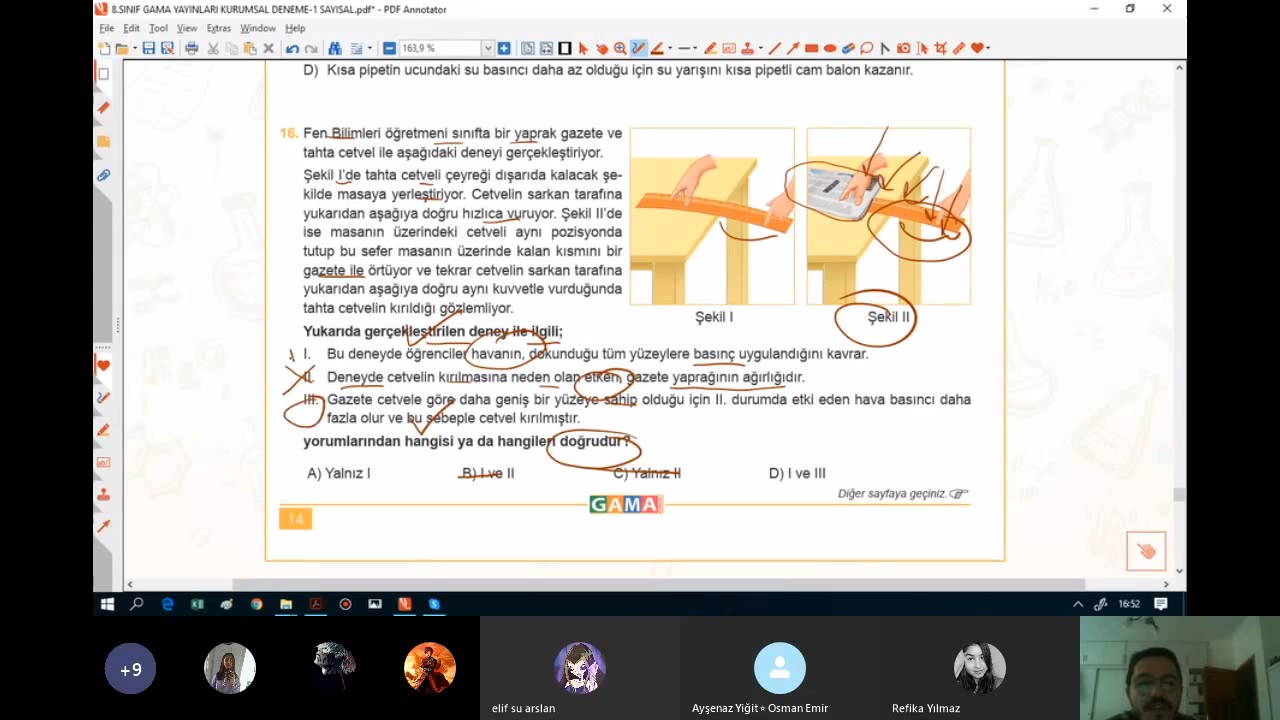 8.SINIF GAMA YAYINLARI KURUMSAL DENEME-1 SAYISAL.pdf* - PDF Annotator
File Edit Tool View Extras Window Help
163,9 %
D) Kısa pipetin ucundaki su basıncı daha az olduğu için su yarışını kısa pipetli cam balon kazanır.
16. Fen Bilimleri öğretmeni sınıfta bir yaprak gazete ve
tahta cetvel ile aşağıdaki deneyi gerçekleştiriyor.
Şekil I'de tahta cetveli çeyreği dışarıda kalacak şe-
kilde masaya yerleştiriyor. Cetvelin sarkan tarafına
yukarıdan aşağıya doğru hızlıca vuruyor. Şekil II'de
ise masanın üzerindeki cetveli aynı pozisyonda
tutup bu sefer masanın üzerinde kalan kısmını bir
gazete ile örtüyor ve tekrar cetvelin sarkan tarafına
yukarıdan aşağıya doğru aynı kuvvetle vurduğunda
tahta cetvelin kırıldığı gözlemliyor.
Şekil I
Şekil II
Yukarıda gerçekleştirilen deney ile ilgili;
I. Bu deneyde öğrenciler havanın, dokunduğu tüm yüzeylere basınç uygulandığını kavrar.
II. Deneyde cetvelin kırılmasına neden olan etken, gazete yaprağının ağırlığıdır.
III. Gazete cetvele göre daha geniş bir yüzeye sahip olduğu için II. durumda etki eden hava basıncı daha
fazla olur ve bu sebeple cetvel kırılmıştır.
yorumlarından hangisi ya da hangileri doğrudur?
A) Yalnız I B) I ve II C) Yalnız II D) I ve III
Diğer sayfaya geçiniz.
GAMA
14
16:52
+9
elif su arslan
Ayşenaz Yiğit⭐Osman Emir
Refika Yılmaz